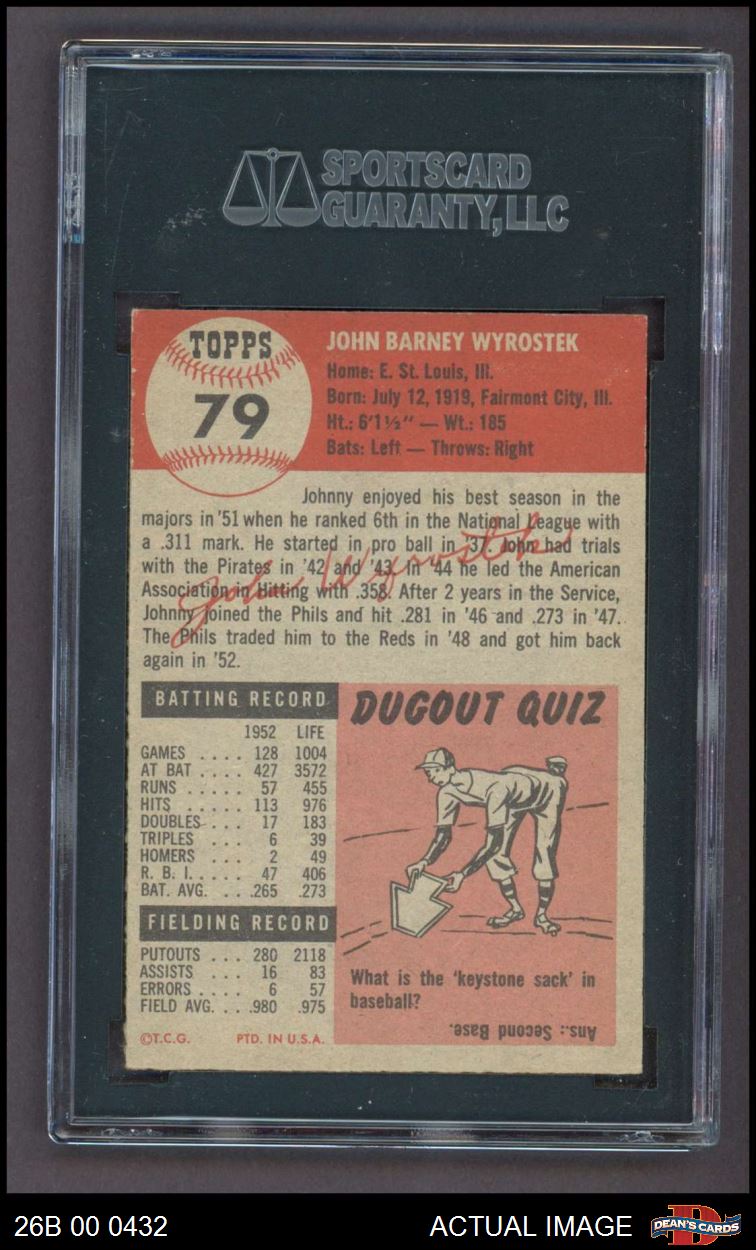 SPORTSCARD
GUARANTY, LLC
TOPPS
79
JOHN BARNEY WYROSTEK
Home: E. St. Louis, Ill.
Born: July 12, 1919, Fairmont City, Ill.
Ht.: 6'1½" — Wt.: 185
Bats: Left — Throws: Right
Johnny enjoyed his best season in the
majors in '51 when he ranked 6th in the National League with
a .311 mark. He started in pro ball in '37. John had trials
with the Pirates in '42 and '43. In '44 he led the American
Association in Hitting with .358. After 2 years in the Service,
Johnny joined the Phils and hit .281 in '46 and .273 in '47.
The Phils traded him to the Reds in '48 and got him back
again in '52.
John Wyrostek
BATTING RECORD
1952 LIFE
GAMES .... 128 1004
AT BAT .... 427 3572
RUNS ..... 57 455
HITS ..... 113 976
DOUBLES ... 17 183
TRIPLES ... 6 39
HOMERS ... 2 49
R. B. I. .... 47 406
BAT. AVG. ... .265 .273
FIELDING RECORD
PUTOUTS ... 280 2118
ASSISTS ... 16 83
ERRORS .... 6 57
FIELD AVG. ... .980 .975
©T.C.G. PTD. IN U.S.A.
DUGOUT QUIZ
What is the 'keystone sack' in
baseball?
Ans.: Second Base.
26B 00 0432
ACTUAL IMAGE
D
DEAN'S CARDS